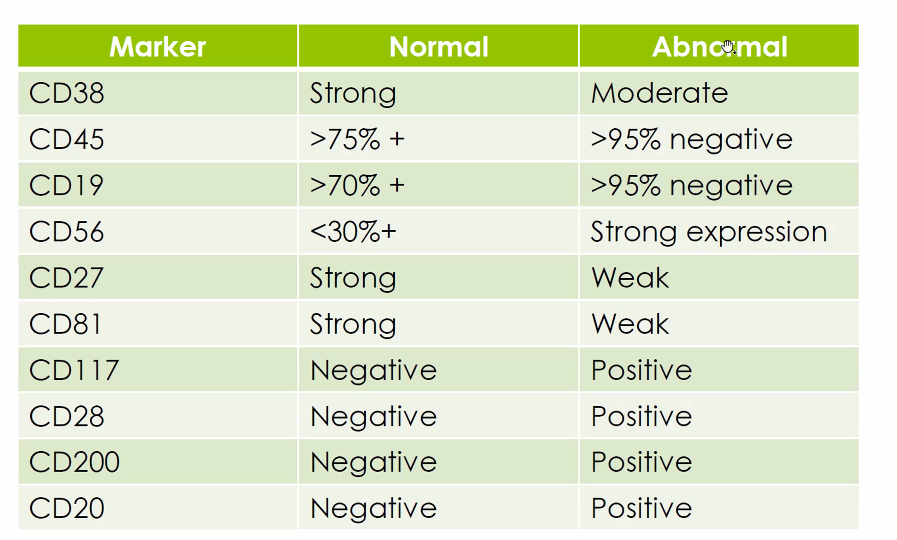 Marker Normal Abnormal
CD38 Strong Moderate
CD45 >75% + >95% negative
CD19 >70% + >95% negative
CD56 <30%+ Strong expression
CD27 Strong Weak
CD81 Strong Weak
CD117 Negative Positive
CD28 Negative Positive
CD200 Negative Positive
CD20 Negative Positive